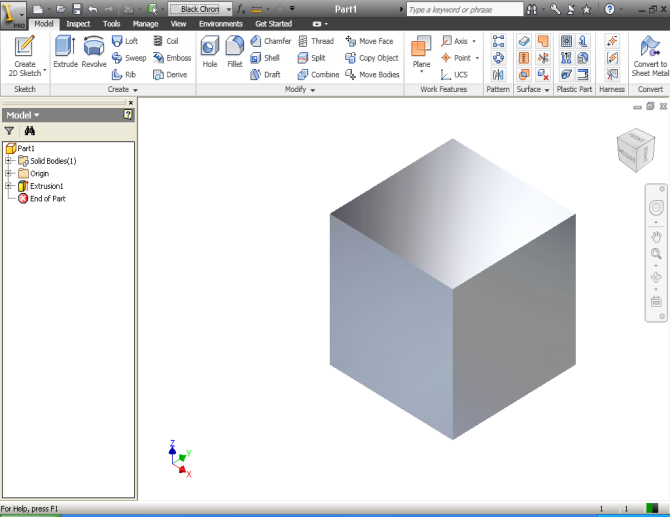 Black Chron Part1 Type a keyword or phrase
PRO Model Inspect Tools Manage View Environments Get Started
Create 2D Sketch Extrude Revolve Loft Sweep Rib Coil Emboss Derive Hole Fillet Chamfer Shell Draft Thread Split Combine Move Face Copy Object Move Bodies Plane Axis Point UCS Convert to Sheet Metal
Sketch Create Modify Work Features Pattern Surface Plastic Part Harness Convert
Model
Part1
Solid Bodies(1)
Origin
Extrusion1
End of Part
FRONT
BOTTOM
Z
Y
X
For Help, press F1 1 1